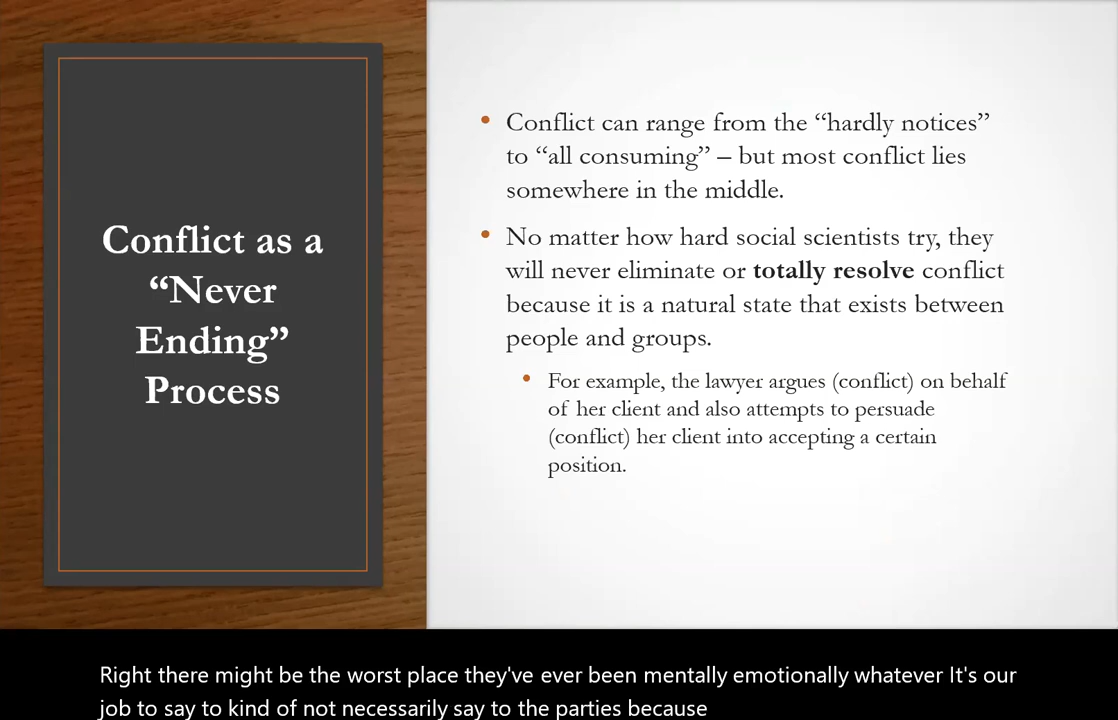 Conflict as a
“Never
Ending”
Process
• Conflict can range from the “hardly notices”
to “all consuming” – but most conflict lies
somewhere in the middle.
• No matter how hard social scientists try, they
will never eliminate or totally resolve conflict
because it is a natural state that exists between
people and groups.
• For example, the lawyer argues (conflict) on behalf
of her client and also attempts to persuade
(conflict) her client into accepting a certain
position.
Right there might be the worst place they've ever been mentally emotionally whatever It's our
job to say to kind of not necessarily say to the parties because